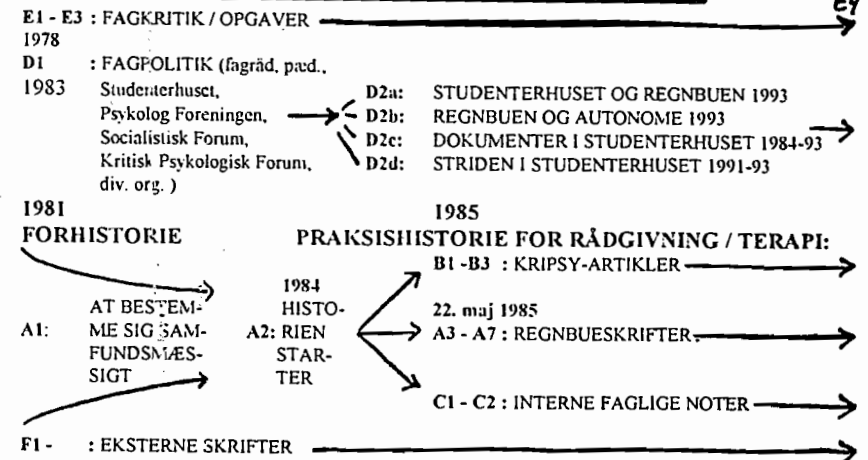 E4
E1 - E3 : FAGKRITIK / OPGAVER
1978
D1 : FAGPOLITIK (fagråd, pæd.,
1983 Studenterhuset, D2a: STUDENTERHUSET OG REGNBUEN 1993
Psykolog Foreningen, D2b: REGNBUEN OG AUTONOME 1993
Socialistisk Forum, D2c: DOKUMENTER I STUDENTERHUSET 1984-93
Kritisk Psykologisk Forum, D2d: STRIDEN I STUDENTERHUSET 1991-93
div. org. )
1981 1985
FORHISTORIE PRAKSISHISTORIE FOR RÅDGIVNING / TERAPI:
B1 -B3 : KRIPSY-ARTIKLER
1984
AT BESTEM- HISTO- 22. maj 1985
A1: ME SIG SAM- A2: RIEN A3 - A7 : REGNBUESKRIFTER
FUNDSMÆS- STAR-
SIGT TER
C1 - C2 : INTERNE FAGLIGE NOTER
F1 - : EKSTERNE SKRIFTER